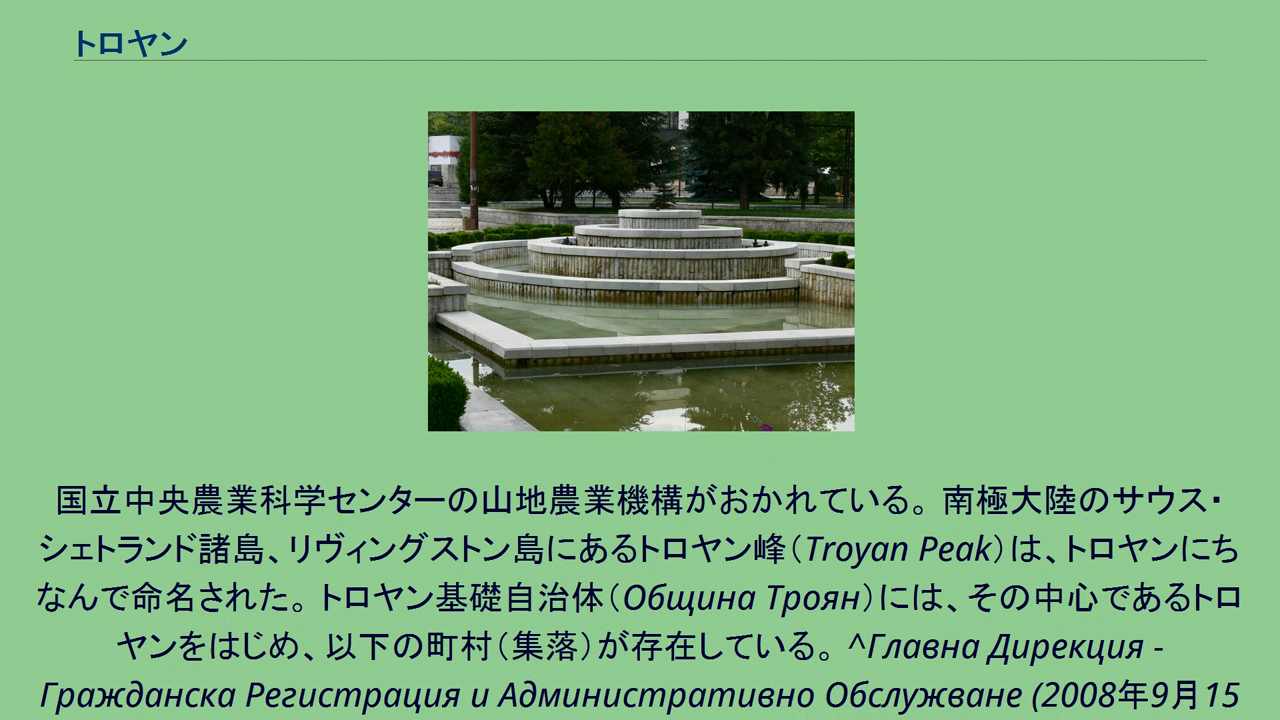 トロヤン
国立中央農業科学センターの山地農業機構がおかれている。南極大陸のサウス・
シェトランド諸島、リヴィングストン島にあるトロヤン峰（Troyan Peak）は、トロヤンにち
なんで命名された。トロヤン基礎自治体（Община Троян）には、その中心であるトロ
ヤンをはじめ、以下の町村（集落）が存在している。^Главна Дирекция -
Гражданска Регистрация и Административно Обслужване (2008年9月15